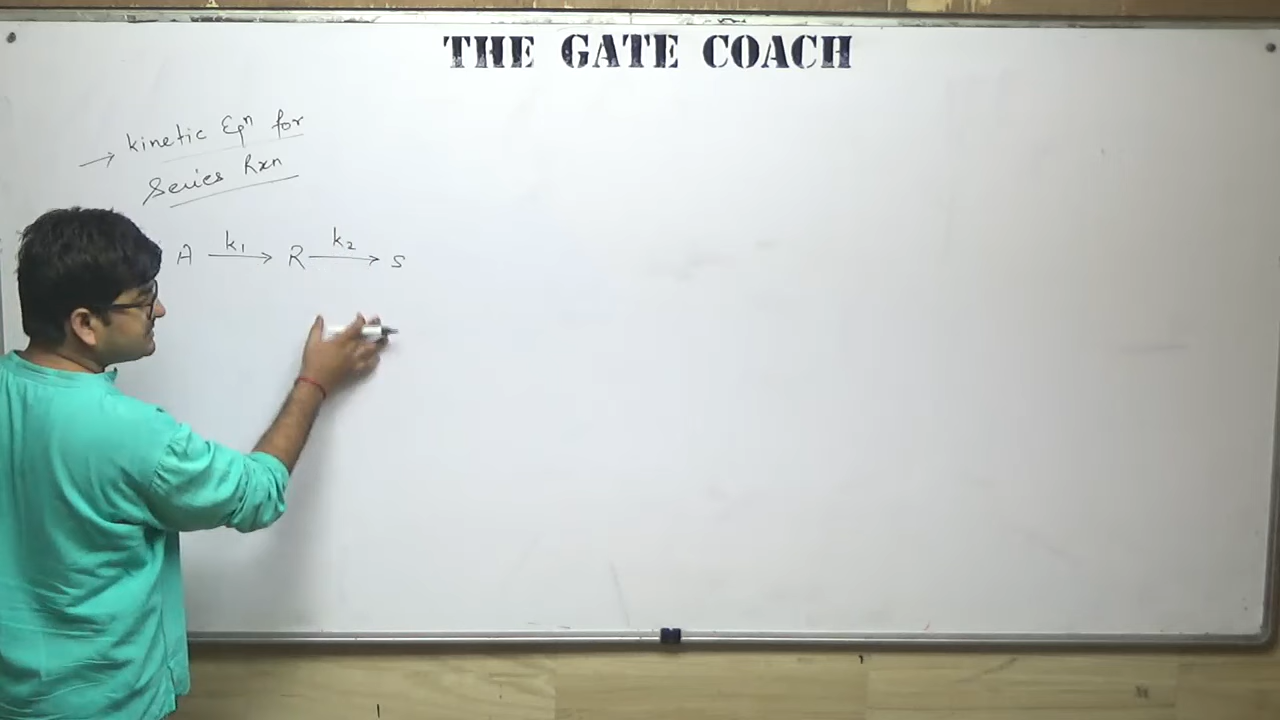 THE GATE COACH
→ kinetic Eqⁿ for
Series Rxn
A k₁→ R k₂→ S